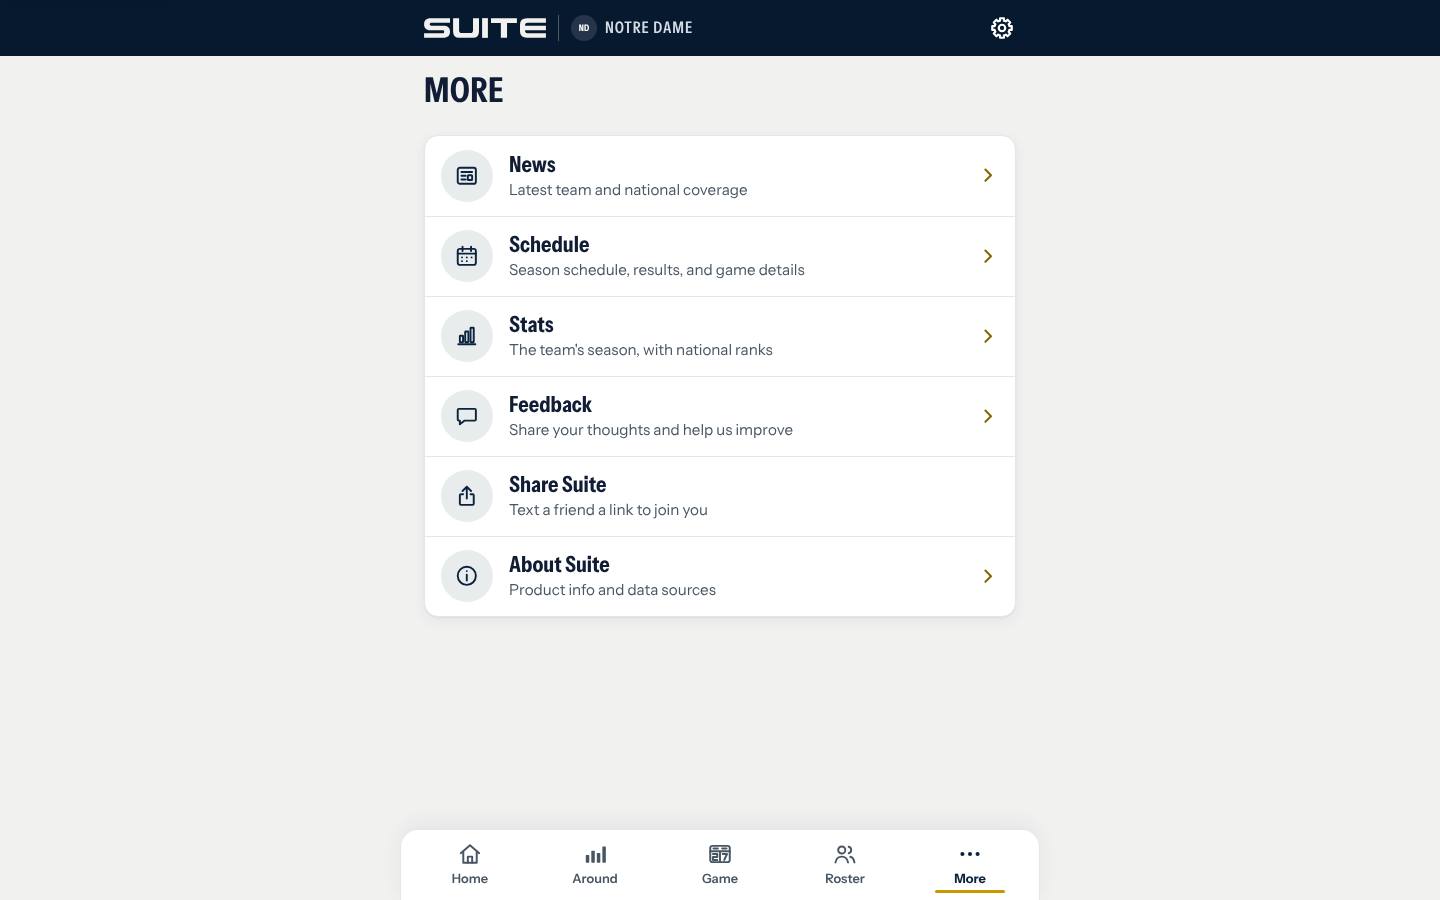 SUITE
ND
NOTRE DAME
MORE
News
Latest team and national coverage
Schedule
Season schedule, results, and game details
Stats
The team's season, with national ranks
Feedback
Share your thoughts and help us improve
Share Suite
Text a friend a link to join you
About Suite
Product info and data sources
27
Home
Around
Game
Roster
More